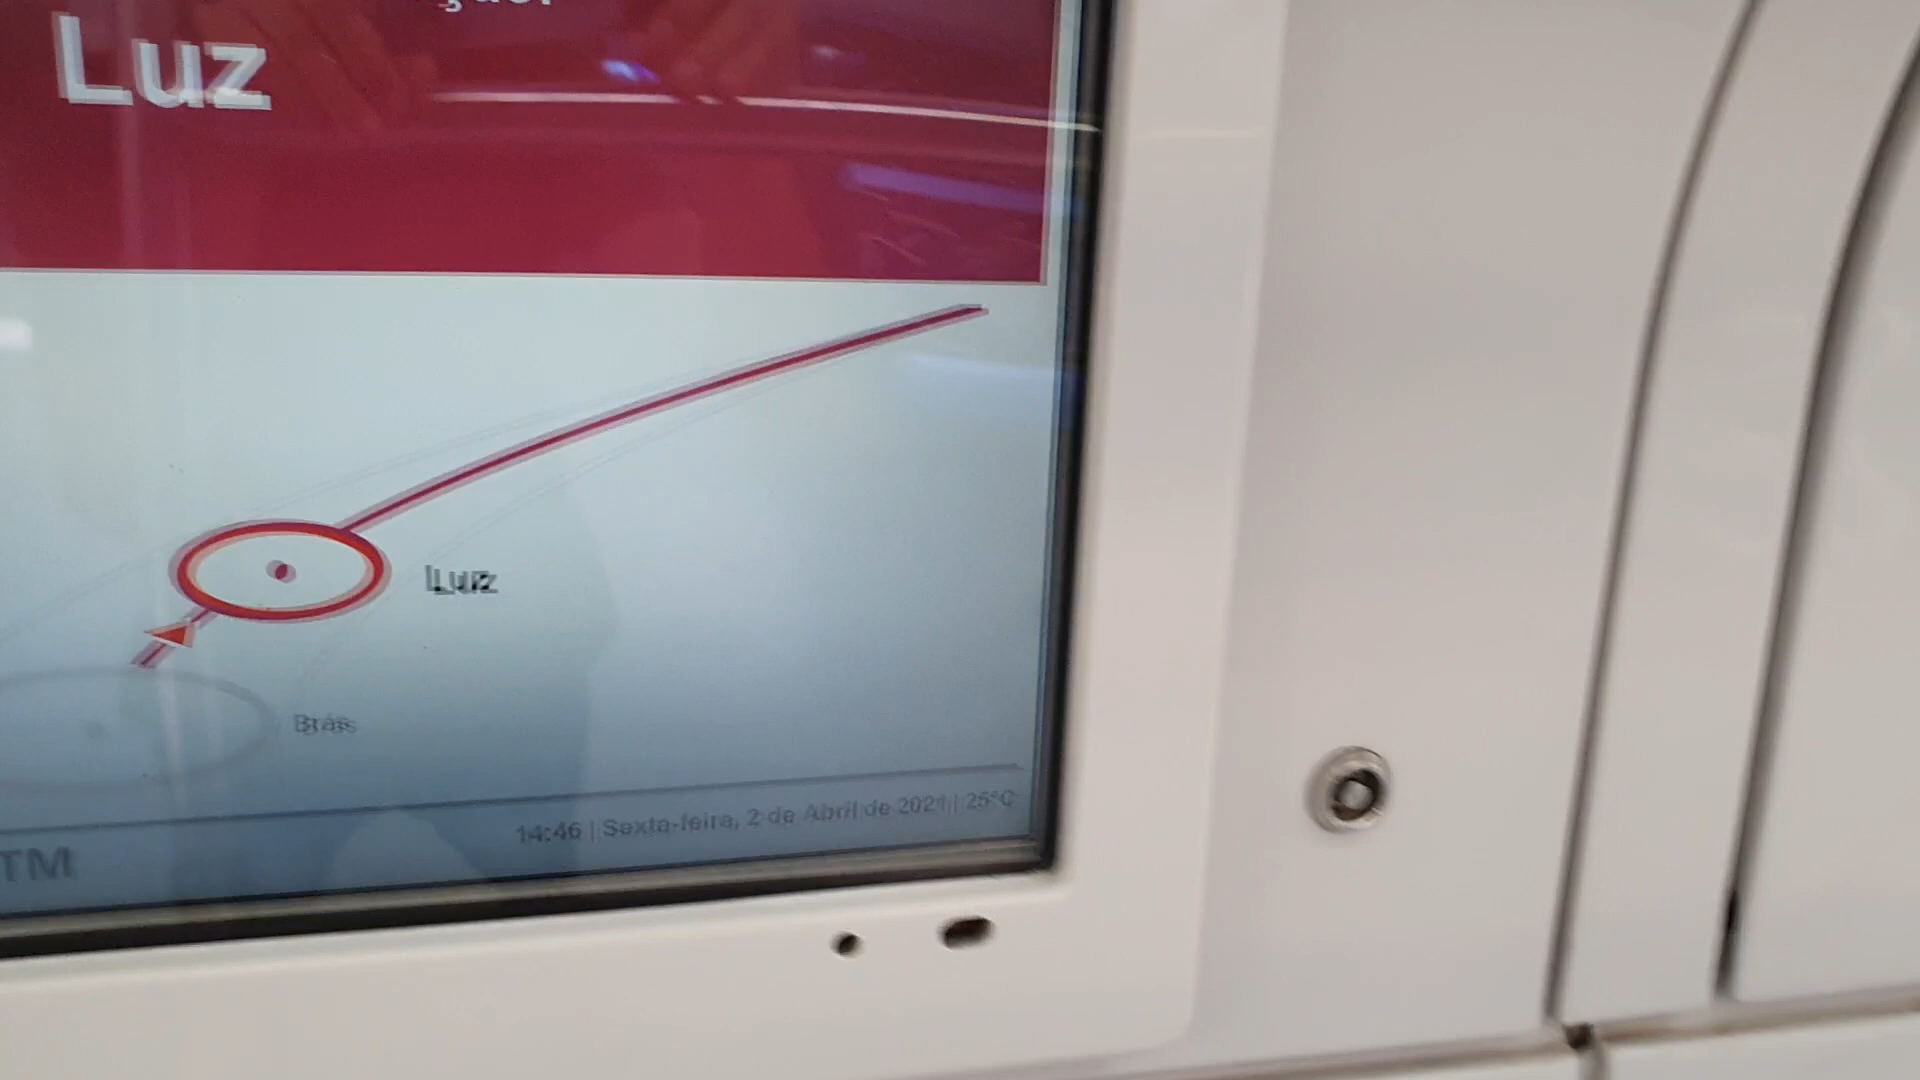 Luz
Luz
Brás
14:46 | Sexta-feira, 2 de Abril de 2021 | 25°C
TM